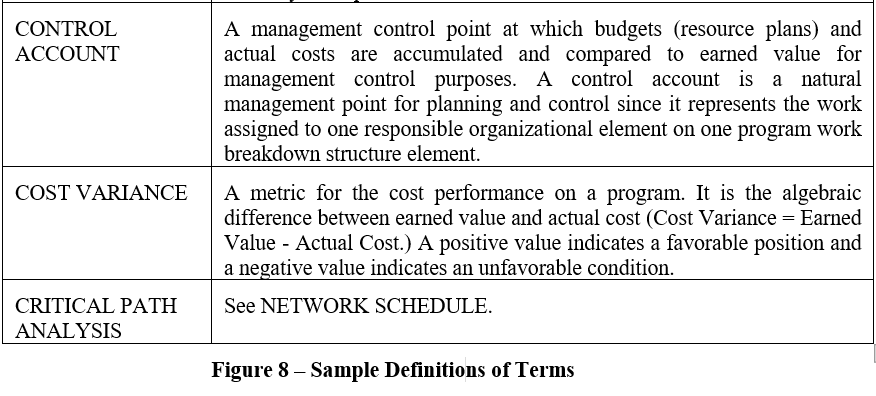 CONTROL
ACCOUNT
A management control point at which budgets (resource plans) and
actual costs are accumulated and compared to earned value for
management control purposes. A control account is a natural
management point for planning and control since it represents the work
assigned to one responsible organizational element on one program work
breakdown structure element.
COST VARIANCE
A metric for the cost performance on a program. It is the algebraic
difference between earned value and actual cost (Cost Variance = Earned
Value - Actual Cost.) A positive value indicates a favorable position and
a negative value indicates an unfavorable condition.
CRITICAL PATH
ANALYSIS
See NETWORK SCHEDULE.
Figure 8 – Sample Definitions of Terms